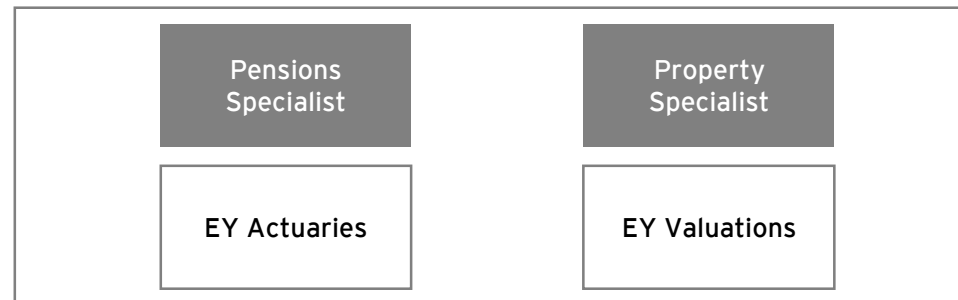 Pensions
Specialist
Property
Specialist
EY Actuaries
EY Valuations